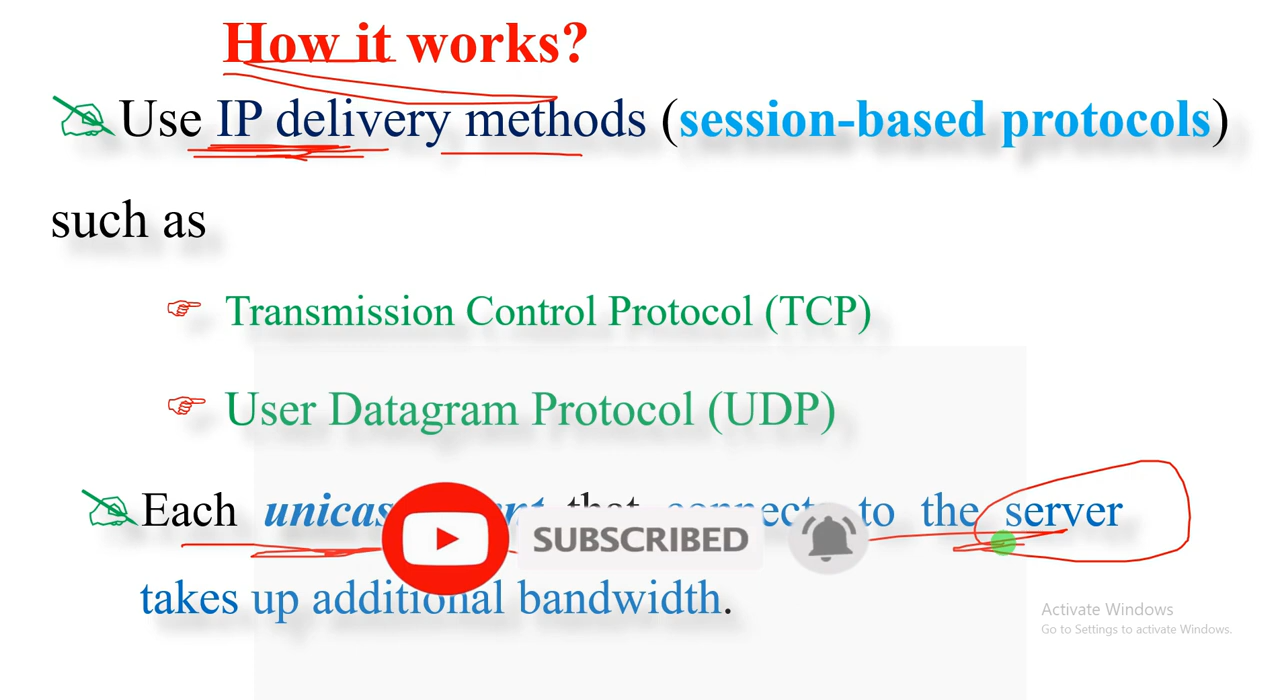 How it works?
Use IP delivery methods (session-based protocols)
such as
Transmission Control Protocol (TCP)
User Datagram Protocol (UDP)
Each that to the server
SUBSCRIBED
takes up additional bandwidth.
Activate Windows
Go to Settings to activate Windows.